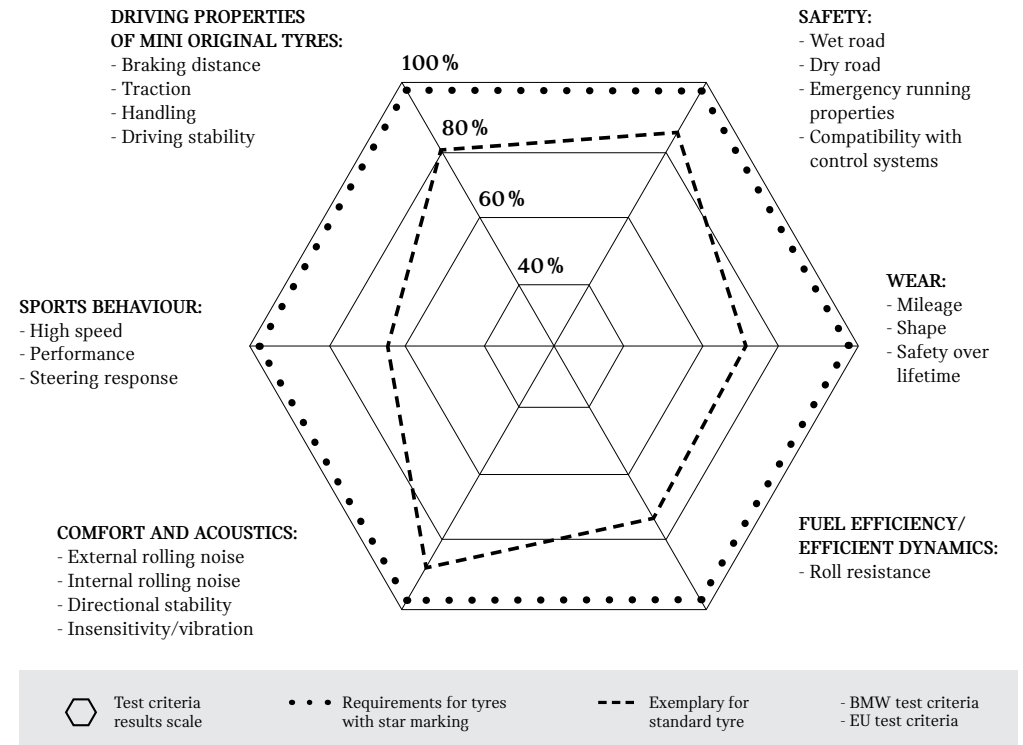 DRIVING PROPERTIES
OF MINI ORIGINAL TYRES:
- Braking distance
- Traction
- Handling
- Driving stability
SAFETY:
- Wet road
- Dry road
- Emergency running
properties
- Compatibility with
control systems
100 %
80 %
60 %
40 %
SPORTS BEHAVIOUR:
- High speed
- Performance
- Steering response
WEAR:
- Mileage
- Shape
- Safety over
lifetime
COMFORT AND ACOUSTICS:
- External rolling noise
- Internal rolling noise
- Directional stability
- Insensitivity/vibration
FUEL EFFICIENCY/
EFFICIENT DYNAMICS:
- Roll resistance
Test criteria
results scale
Requirements for tyres
with star marking
Exemplary for
standard tyre
- BMW test criteria
- EU test criteria